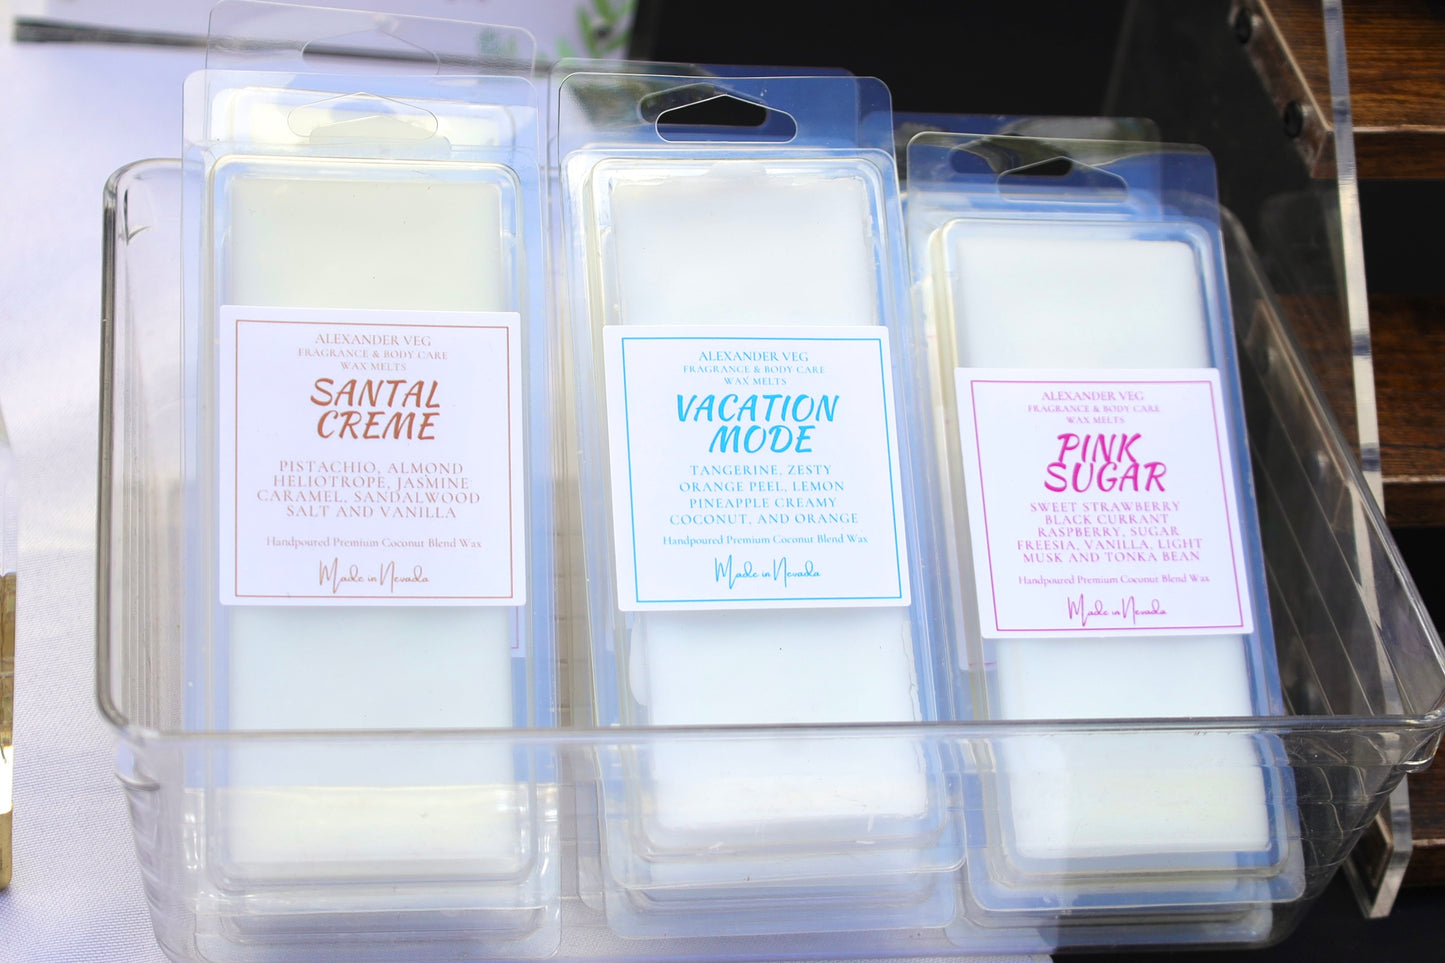 ALEXANDER VEG
FRAGRANCE & BODY CARE
WAX MELTS
SANTAL
CREME
PISTACHIO, ALMOND
HELIOTROPE, JASMINE
CARAMEL, SANDALWOOD
SALT AND VANILLA
Handpoured Premium Coconut Blend Wax
Made in Nevada
ALEXANDER VEG
FRAGRANCE & BODY CARE
WAX MELTS
VACATION
MODE
TANGERINE, ZESTY
ORANGE PEEL, LEMON
PINEAPPLE CREAMY
COCONUT, AND ORANGE
Handpoured Premium Coconut Blend Wax
Made in Nevada
ALEXANDER VEG
FRAGRANCE & BODY CARE
WAX MELTS
PINK
SUGAR
SWEET STRAWBERRY
BLACK CURRANT
RASPBERRY, SUGAR
FREESIA, VANILLA, LIGHT
MUSK AND TONKA BEAN
Handpoured Premium Coconut Blend Wax
Made in Nevada